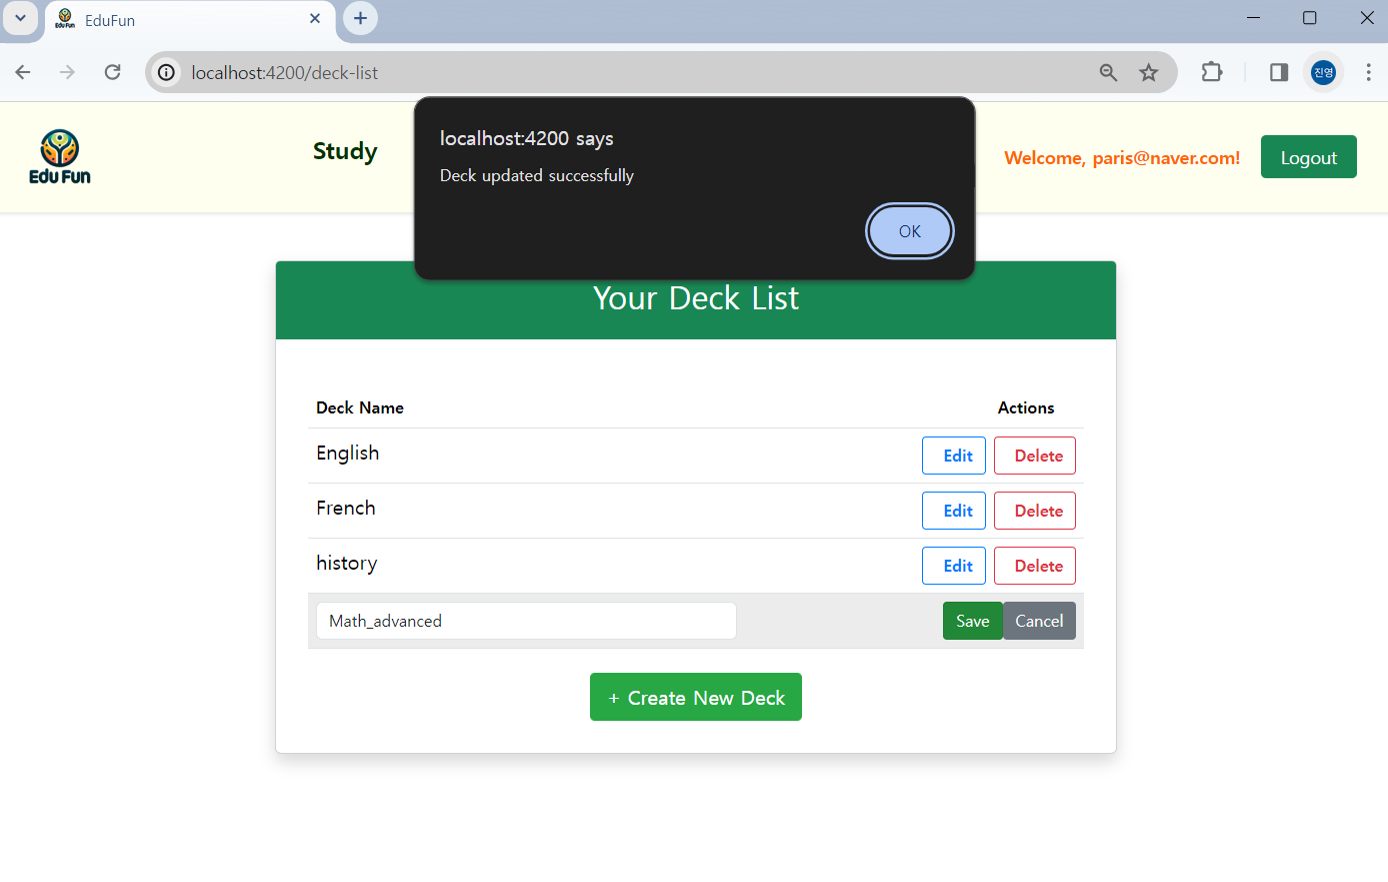 EduFun
localhost:4200/deck-list
진영
Edu Fun
Study
localhost:4200 says
Deck updated successfully
OK
Welcome, paris@naver.com!
Logout
Your Deck List
Deck Name Actions
English Edit Delete
French Edit Delete
history Edit Delete
Math_advanced Save Cancel
+ Create New Deck